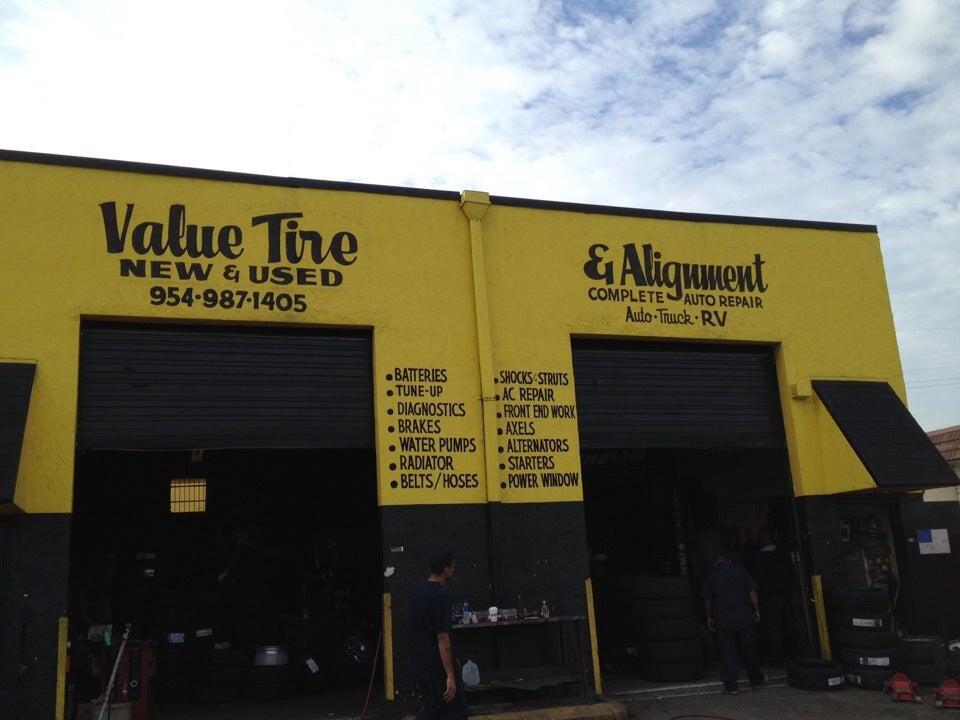 Value Tire
NEW & USED
954·987·1405
& Alignment
COMPLETE AUTO REPAIR
Auto·Truck·RV
•BATTERIES
•TUNE-UP
•DIAGNOSTICS
•BRAKES
•WATER PUMPS
•RADIATOR
•BELTS/HOSES
•SHOCKS&STRUTS
•AC REPAIR
•FRONT END WORK
•AXELS
•ALTERNATORS
•STARTERS
•POWER WINDOW